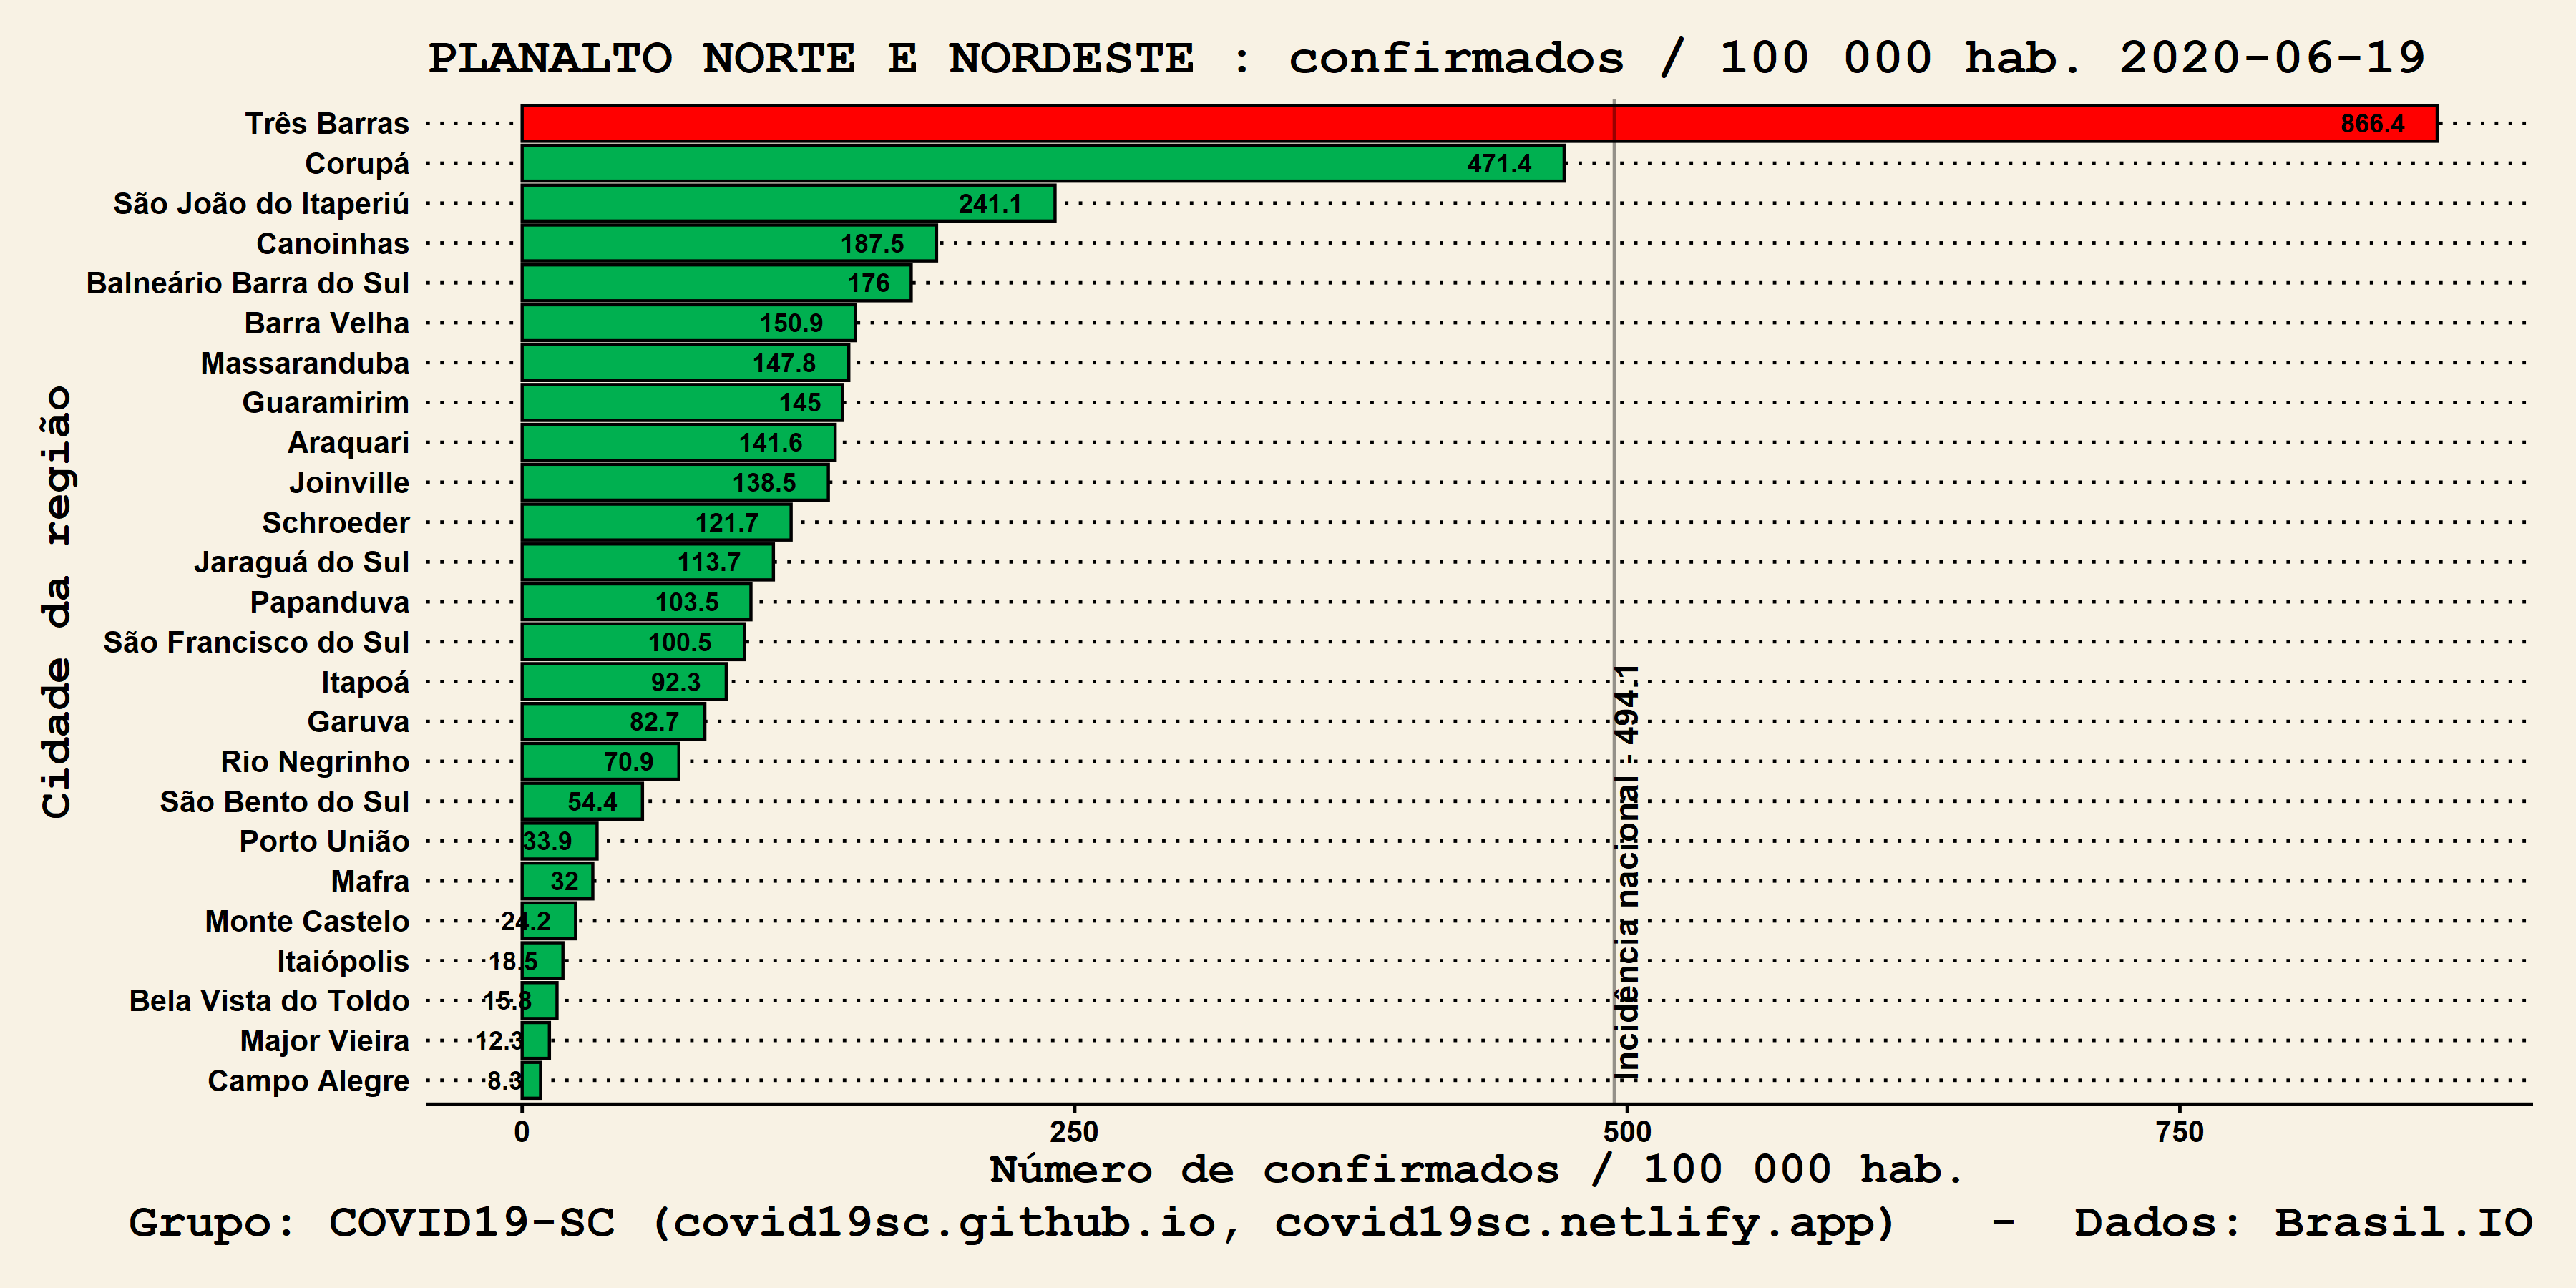 PLANALTO NORTE E NORDESTE : confirmados / 100 000 hab. 2020-06-19
Cidade da região
Três Barras 866.4
Corupá 471.4
São João do Itaperiú 241.1
Canoinhas 187.5
Balneário Barra do Sul 176
Barra Velha 150.9
Massaranduba 147.8
Guaramirim 145
Araquari 141.6
Joinville 138.5
Schroeder 121.7
Jaraguá do Sul 113.7
Papanduva 103.5
São Francisco do Sul 100.5
Itapoá 92.3
Garuva 82.7
Rio Negrinho 70.9
São Bento do Sul 54.4
Porto União 33.9
Mafra 32
Monte Castelo 24.2
Itaiópolis 18.5
Bela Vista do Toldo 15.8
Major Vieira 12.3
Campo Alegre 8.3
Incidência nacional - 494.1
0 250 500 750
Número de confirmados / 100 000 hab.
Grupo: COVID19-SC (covid19sc.github.io, covid19sc.netlify.app) - Dados: Brasil.IO